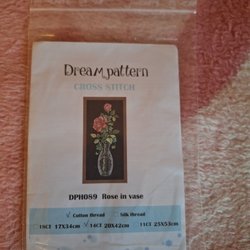 Dream pattern
CROSS STITCH
DPH089 Rose in vase
√ Cotton thread Silk thread
18CT 17X34cm √ 14CT 20X42cm 11CT 25X53cm